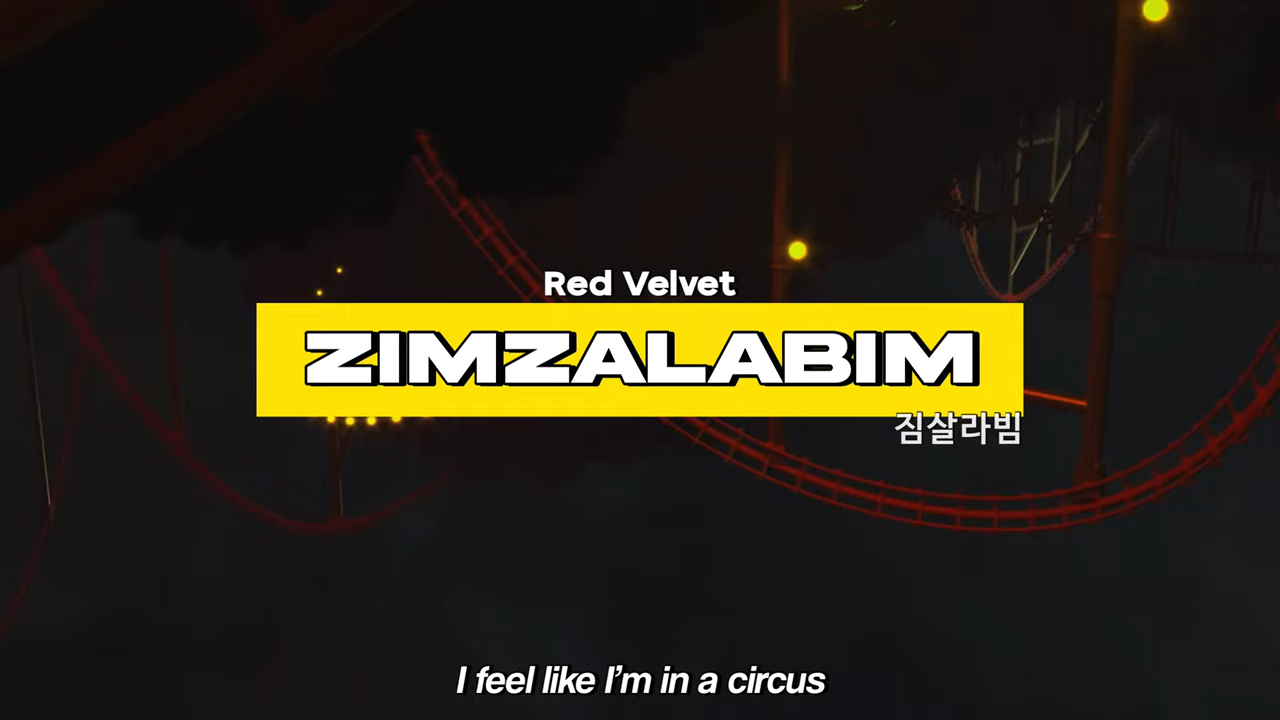 Red Velvet
ZIMZALABIM
짐살라빔
I feel like I'm in a circus